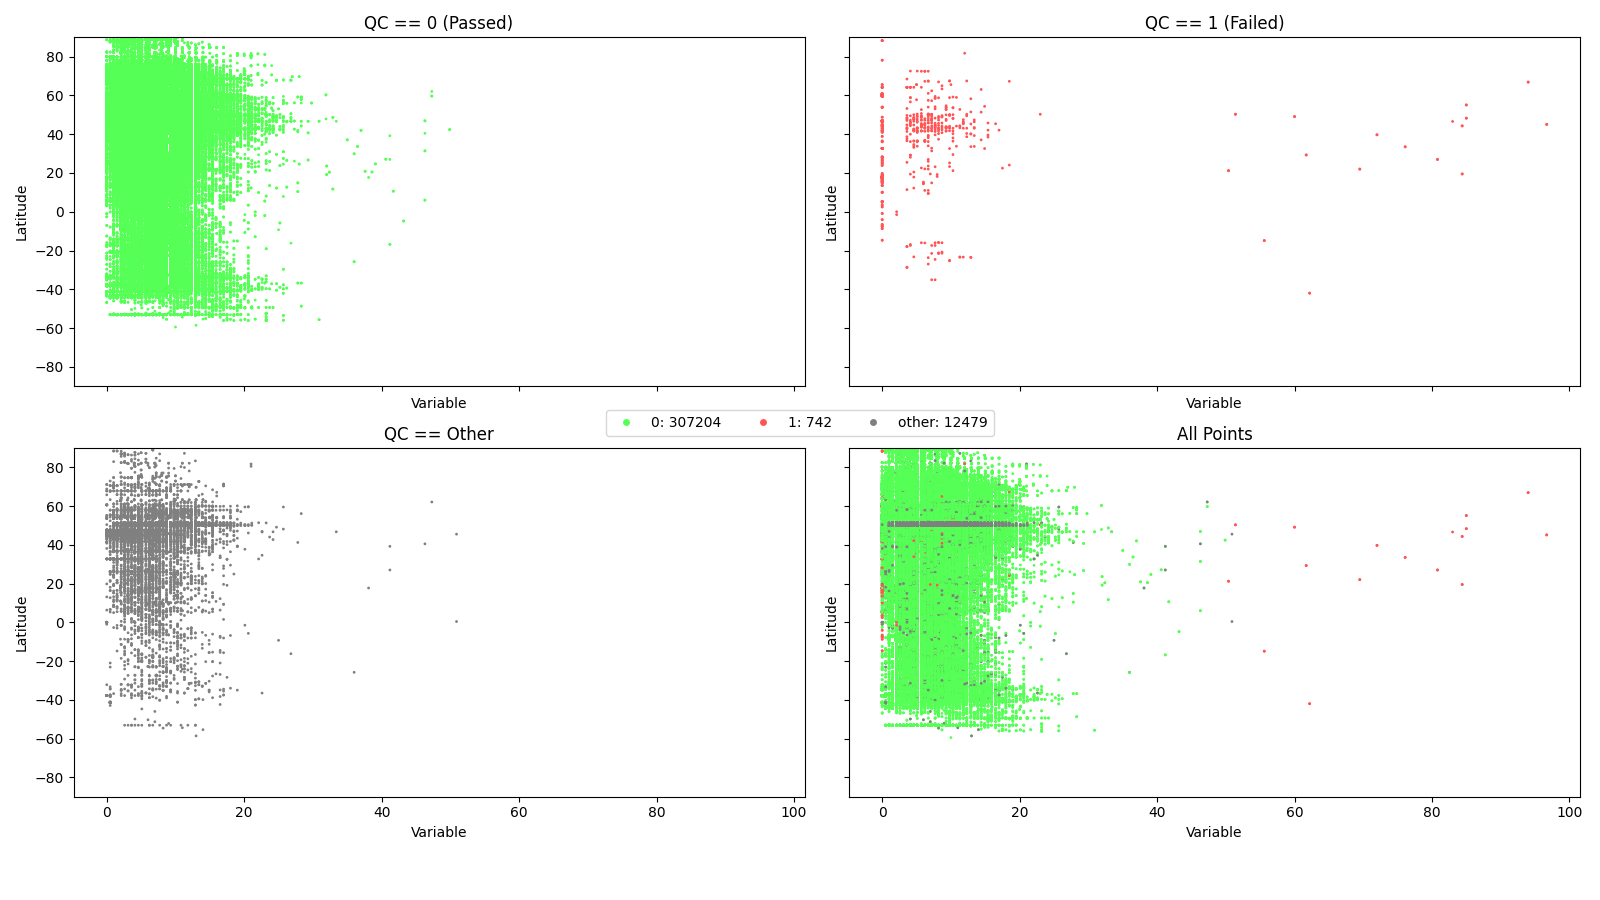 QC == 0 (Passed)
QC == 1 (Failed)
Latitude
80
60
40
20
0
−20
−40
−60
−80
Variable
Latitude
Variable
0: 307204
1: 742
other: 12479
QC == Other
All Points
Latitude
80
60
40
20
0
−20
−40
−60
−80
0
20
40
60
80
100
Variable
Latitude
0
20
40
60
80
100
Variable